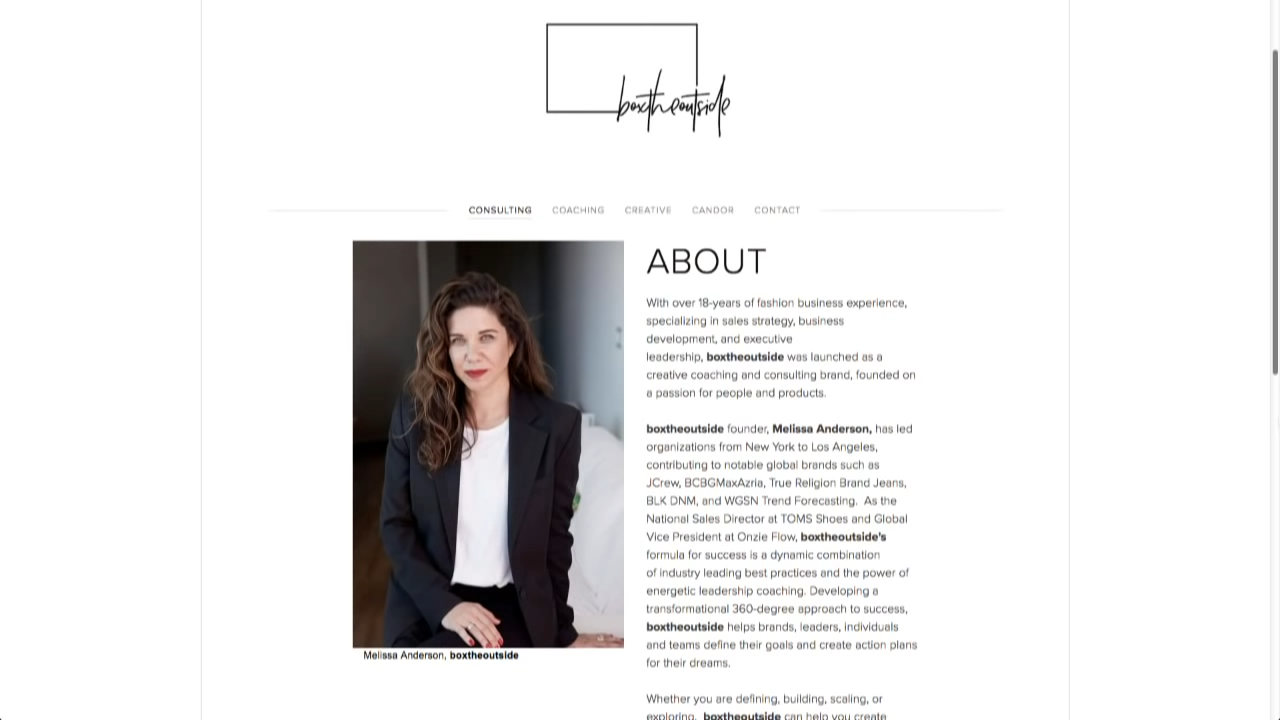 boxtheoutside
CONSULTING COACHING CREATIVE CANDOR CONTACT
ABOUT
With over 18-years of fashion business experience,
specializing in sales strategy, business
development, and executive
leadership, boxtheoutside was launched as a
creative coaching and consulting brand, founded on
a passion for people and products.
boxtheoutside founder, Melissa Anderson, has led
organizations from New York to Los Angeles,
contributing to notable global brands such as
JCrew, BCBGMaxAzria, True Religion Brand Jeans,
BLK DNM, and WGSN Trend Forecasting. As the
National Sales Director at TOMS Shoes and Global
Vice President at Onzie Flow, boxtheoutside's
formula for success is a dynamic combination
of industry leading best practices and the power of
energetic leadership coaching. Developing a
transformational 360-degree approach to success,
boxtheoutside helps brands, leaders, individuals
and teams define their goals and create action plans
for their dreams.
Whether you are defining, building, scaling, or
exploring, boxtheoutside can help you create
Melissa Anderson, boxtheoutside